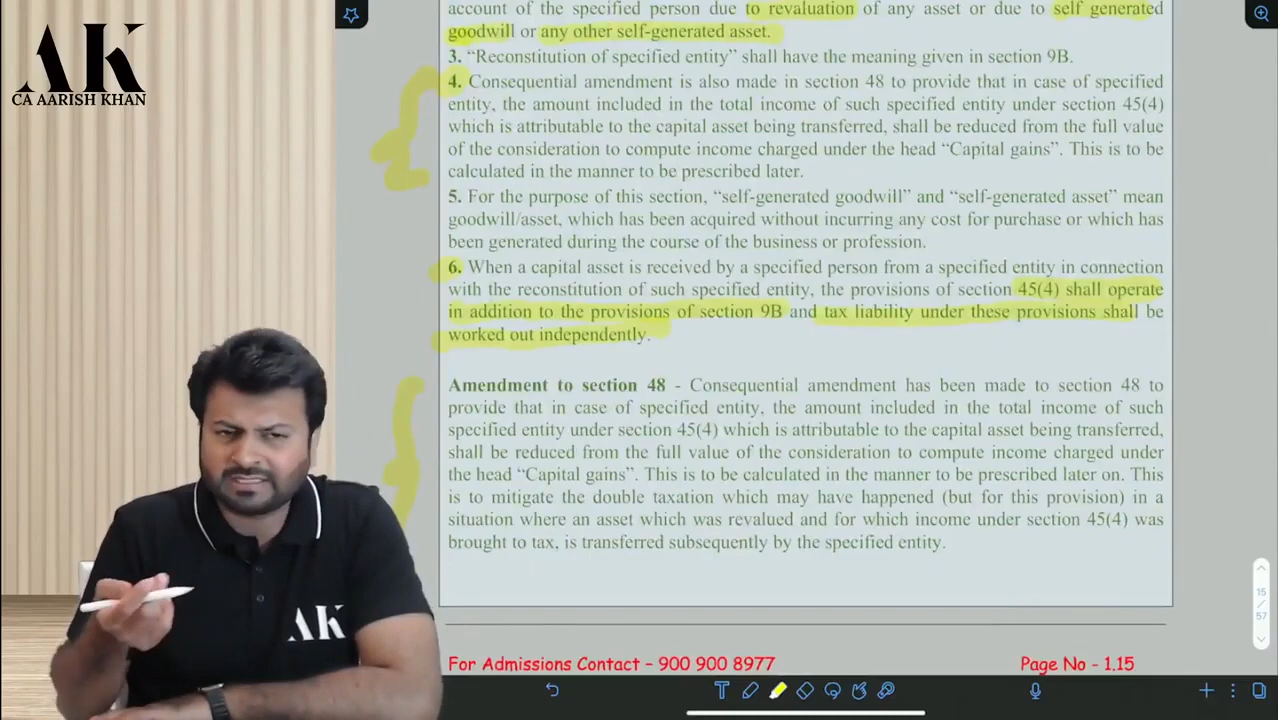 AK
CA AARISH KHAN
account of the specified person due to revaluation of any asset or due to self generated
goodwill or any other self-generated asset.
3. “Reconstitution of specified entity” shall have the meaning given in section 9B.
4. Consequential amendment is also made in section 48 to provide that in case of specified
entity, the amount included in the total income of such specified entity under section 45(4)
which is attributable to the capital asset being transferred, shall be reduced from the full value
of the consideration to compute income charged under the head “Capital gains”. This is to be
calculated in the manner to be prescribed later.
5. For the purpose of this section, “self-generated goodwill” and “self-generated asset” mean
goodwill/asset, which has been acquired without incurring any cost for purchase or which has
been generated during the course of the business or profession.
6. When a capital asset is received by a specified person from a specified entity in connection
with the reconstitution of such specified entity, the provisions of section 45(4) shall operate
in addition to the provisions of section 9B and tax liability under these provisions shall be
worked out independently.
Amendment to section 48 - Consequential amendment has been made to section 48 to
provide that in case of specified entity, the amount included in the total income of such
specified entity under section 45(4) which is attributable to the capital asset being transferred,
shall be reduced from the full value of the consideration to compute income charged under
the head “Capital gains”. This is to be calculated in the manner to be prescribed later on. This
is to mitigate the double taxation which may have happened (but for this provision) in a
situation where an asset which was revalued and for which income under section 45(4) was
brought to tax, is transferred subsequently by the specified entity.
AK
15
/
57
For Admissions Contact – 900 900 8977
Page No - 1.15
T